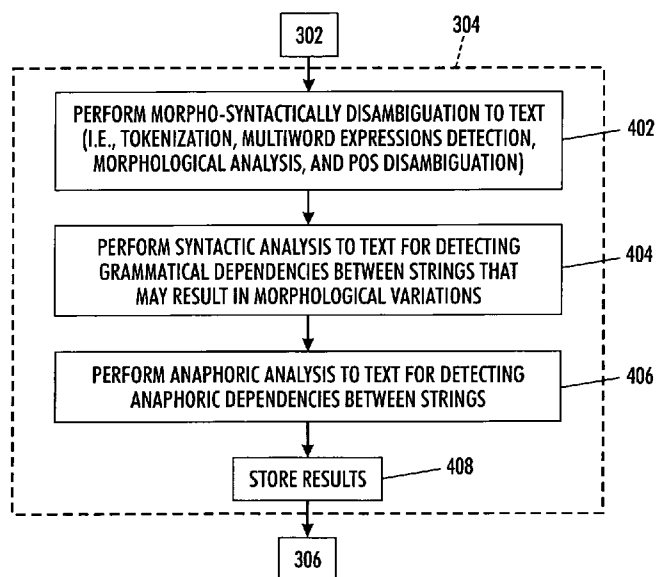 302
304
PERFORM MORPHO-SYNTACTICALLY DISAMBIGUATION TO TEXT
(I.E., TOKENIZATION, MULTIWORD EXPRESSIONS DETECTION,
MORPHOLOGICAL ANALYSIS, AND POS DISAMBIGUATION)
402
PERFORM SYNTACTIC ANALYSIS TO TEXT FOR DETECTING
GRAMMATICAL DEPENDENCIES BETWEEN STRINGS THAT
MAY RESULT IN MORPHOLOGICAL VARIATIONS
404
PERFORM ANAPHORIC ANALYSIS TO TEXT FOR DETECTING
ANAPHORIC DEPENDENCIES BETWEEN STRINGS
406
STORE RESULTS
408
306